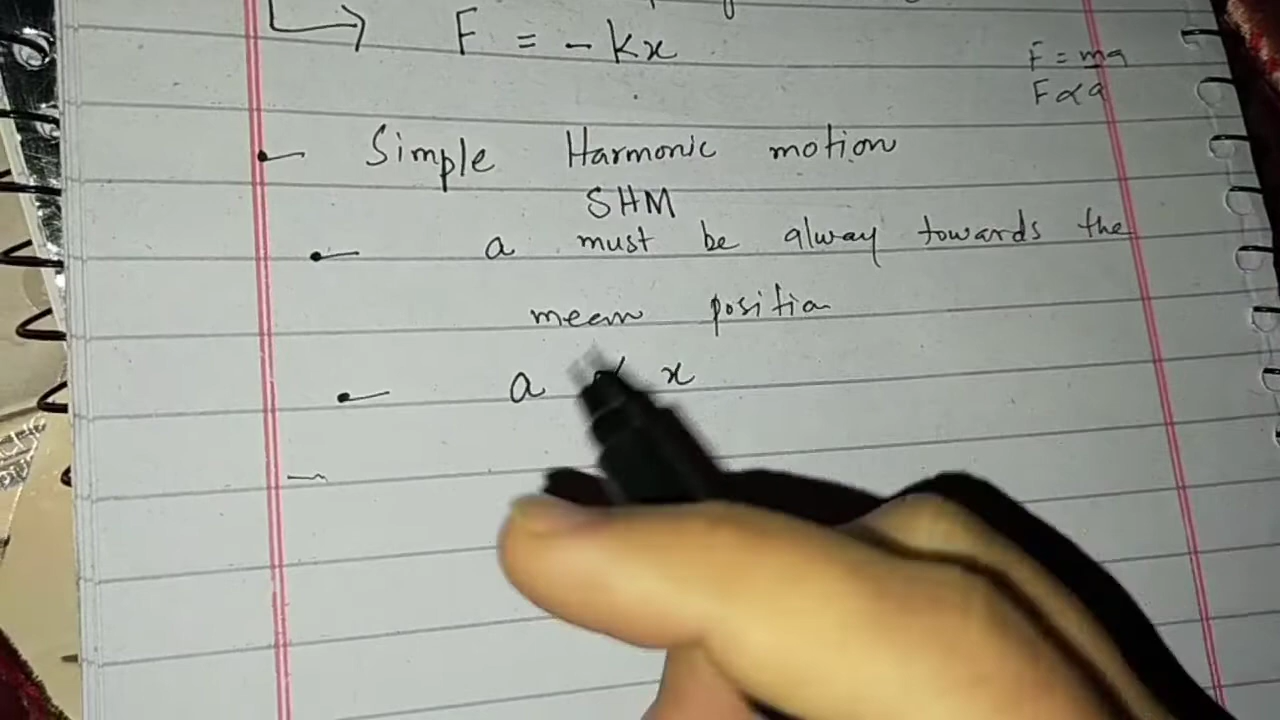 F = - kx
F = ma
F ∝ a
Simple Harmonic motion
SHM
a must be alway towards the
mean position
a ∝ x